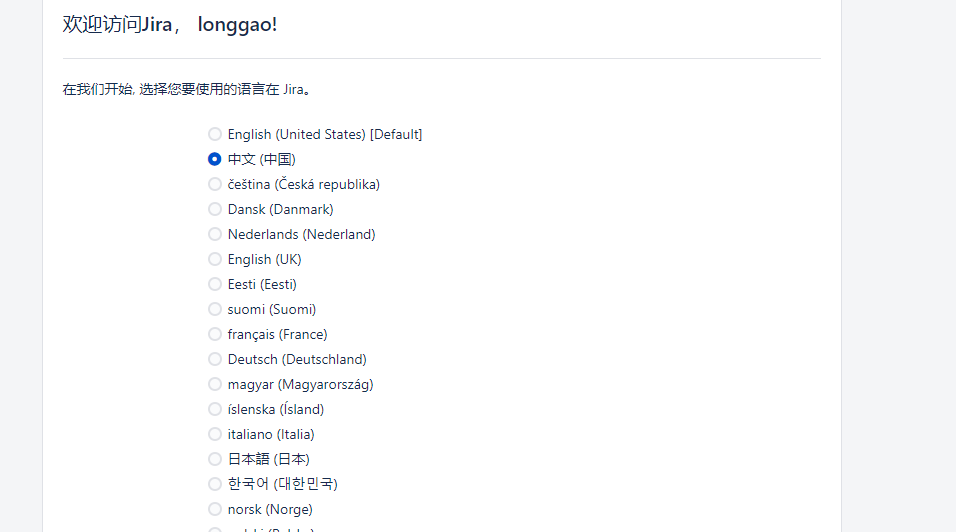 欢迎访问Jira， longgao!
在我们开始, 选择您要使用的语言在 Jira。
English (United States) [Default]
中文 (中国)
čeština (Česká republika)
Dansk (Danmark)
Nederlands (Nederland)
English (UK)
Eesti (Eesti)
suomi (Suomi)
français (France)
Deutsch (Deutschland)
magyar (Magyarország)
íslenska (Ísland)
italiano (Italia)
日本語 (日本)
한국어 (대한민국)
norsk (Norge)